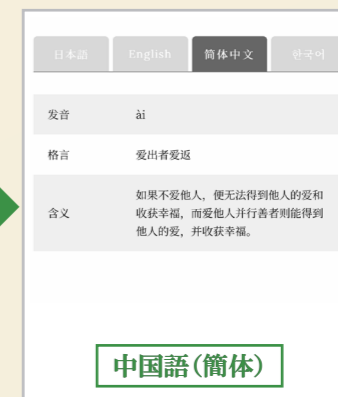 日本語 English 简体中文 한국어
发音 ài
格言 爱出者爱返
含义 如果不爱他人，便无法得到他人的爱和
收获幸福，而爱他人并行善者则能得到
他人的爱，并收获幸福。
中国語（簡体）